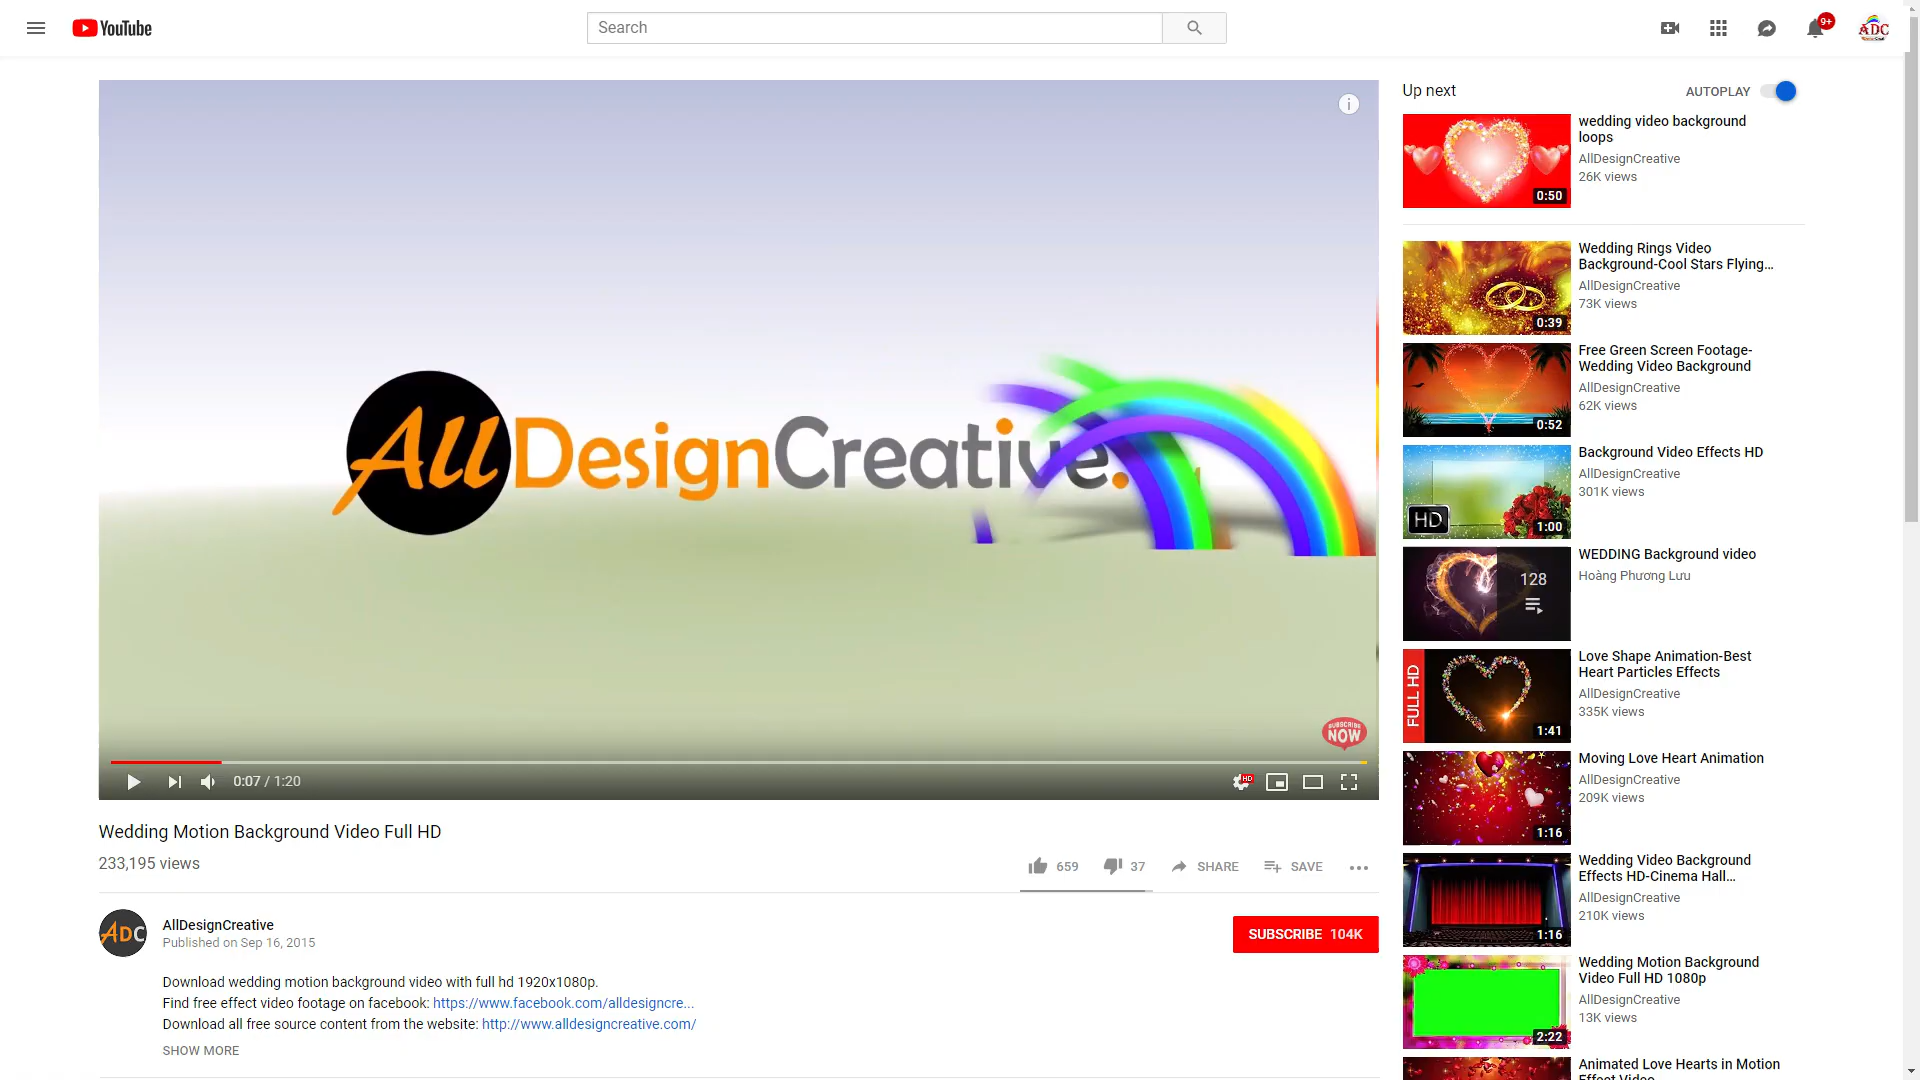 YouTube
Search
9+
ADC
AllDesignCreative.
SUBSCRIBE
NOW
0:07 / 1:20
HD
Wedding Motion Background Video Full HD
233,195 views
659
37
SHARE
SAVE
ADC
AllDesignCreative
Published on Sep 16, 2015
SUBSCRIBE 104K
Download wedding motion background video with full hd 1920x1080p.
Find free effect video footage on facebook: https://www.facebook.com/alldesigncre...
Download all free source content from the website: http://www.alldesigncreative.com/
SHOW MORE
Up next
AUTOPLAY
0:50
wedding video background
loops
AllDesignCreative
26K views
0:39
Wedding Rings Video
Background-Cool Stars Flying...
AllDesignCreative
73K views
0:52
Free Green Screen Footage-
Wedding Video Background
AllDesignCreative
62K views
HD
1:00
Background Video Effects HD
AllDesignCreative
301K views
128
WEDDING Background video
Hoàng Phương Lưu
FULL HD
1:41
Love Shape Animation-Best
Heart Particles Effects
AllDesignCreative
335K views
1:16
Moving Love Heart Animation
AllDesignCreative
209K views
1:16
Wedding Video Background
Effects HD-Cinema Hall...
AllDesignCreative
210K views
2:22
Wedding Motion Background
Video Full HD 1080p
AllDesignCreative
13K views
Animated Love Hearts in Motion
Effect Video